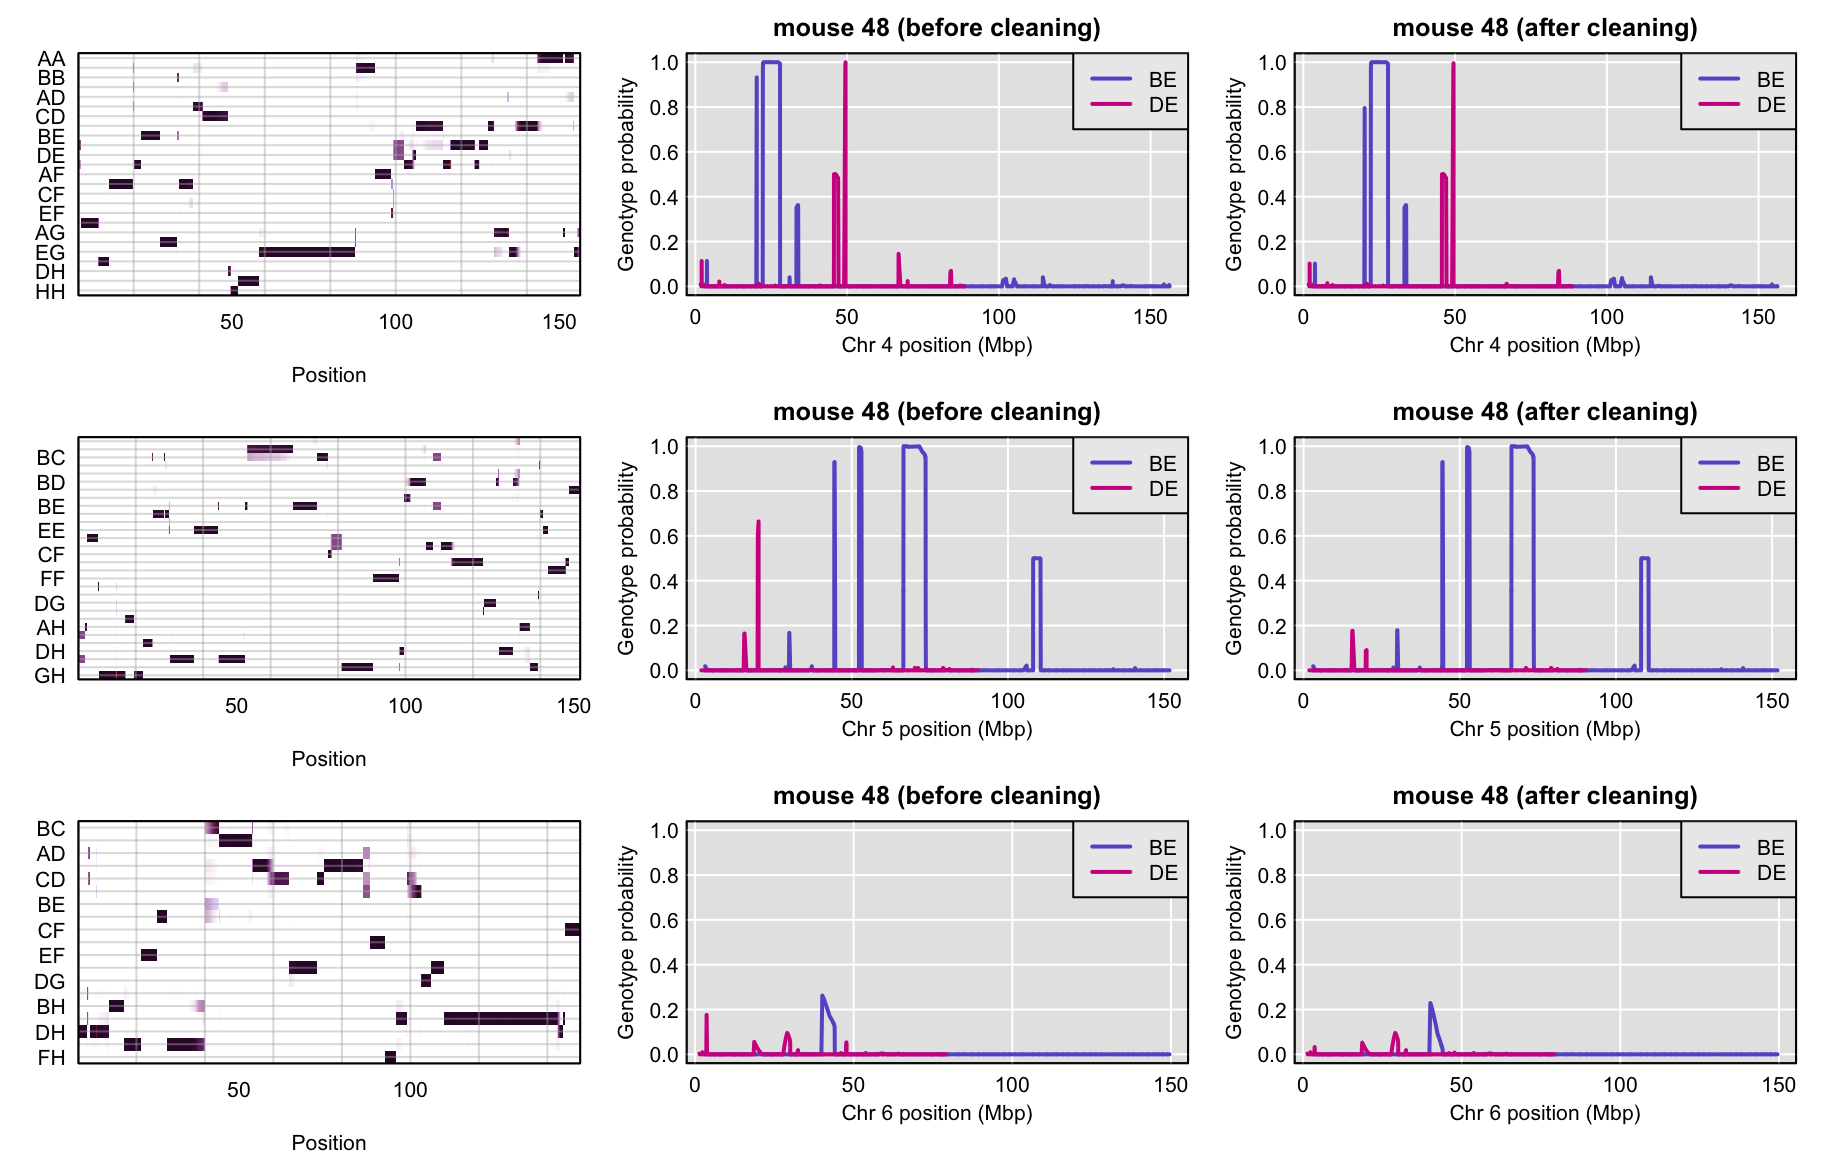 AA
BB
AD
CD
BE
DE
AF
CF
EF
AG
EG
DH
HH
50
100
150
Position
mouse 48 (before cleaning)
Genotype probability
1.0
0.8
0.6
0.4
0.2
0.0
BE
DE
0
50
100
150
Chr 4 position (Mbp)
mouse 48 (after cleaning)
Genotype probability
1.0
0.8
0.6
0.4
0.2
0.0
BE
DE
0
50
100
150
Chr 4 position (Mbp)
BC
BD
BE
EE
CF
FF
DG
AH
DH
GH
50
100
150
Position
mouse 48 (before cleaning)
Genotype probability
1.0
0.8
0.6
0.4
0.2
0.0
BE
DE
0
50
100
150
Chr 5 position (Mbp)
mouse 48 (after cleaning)
Genotype probability
1.0
0.8
0.6
0.4
0.2
0.0
BE
DE
0
50
100
150
Chr 5 position (Mbp)
BC
AD
CD
BE
CF
EF
DG
BH
DH
FH
50
100
Position
mouse 48 (before cleaning)
Genotype probability
1.0
0.8
0.6
0.4
0.2
0.0
BE
DE
0
50
100
150
Chr 6 position (Mbp)
mouse 48 (after cleaning)
Genotype probability
1.0
0.8
0.6
0.4
0.2
0.0
BE
DE
0
50
100
150
Chr 6 position (Mbp)